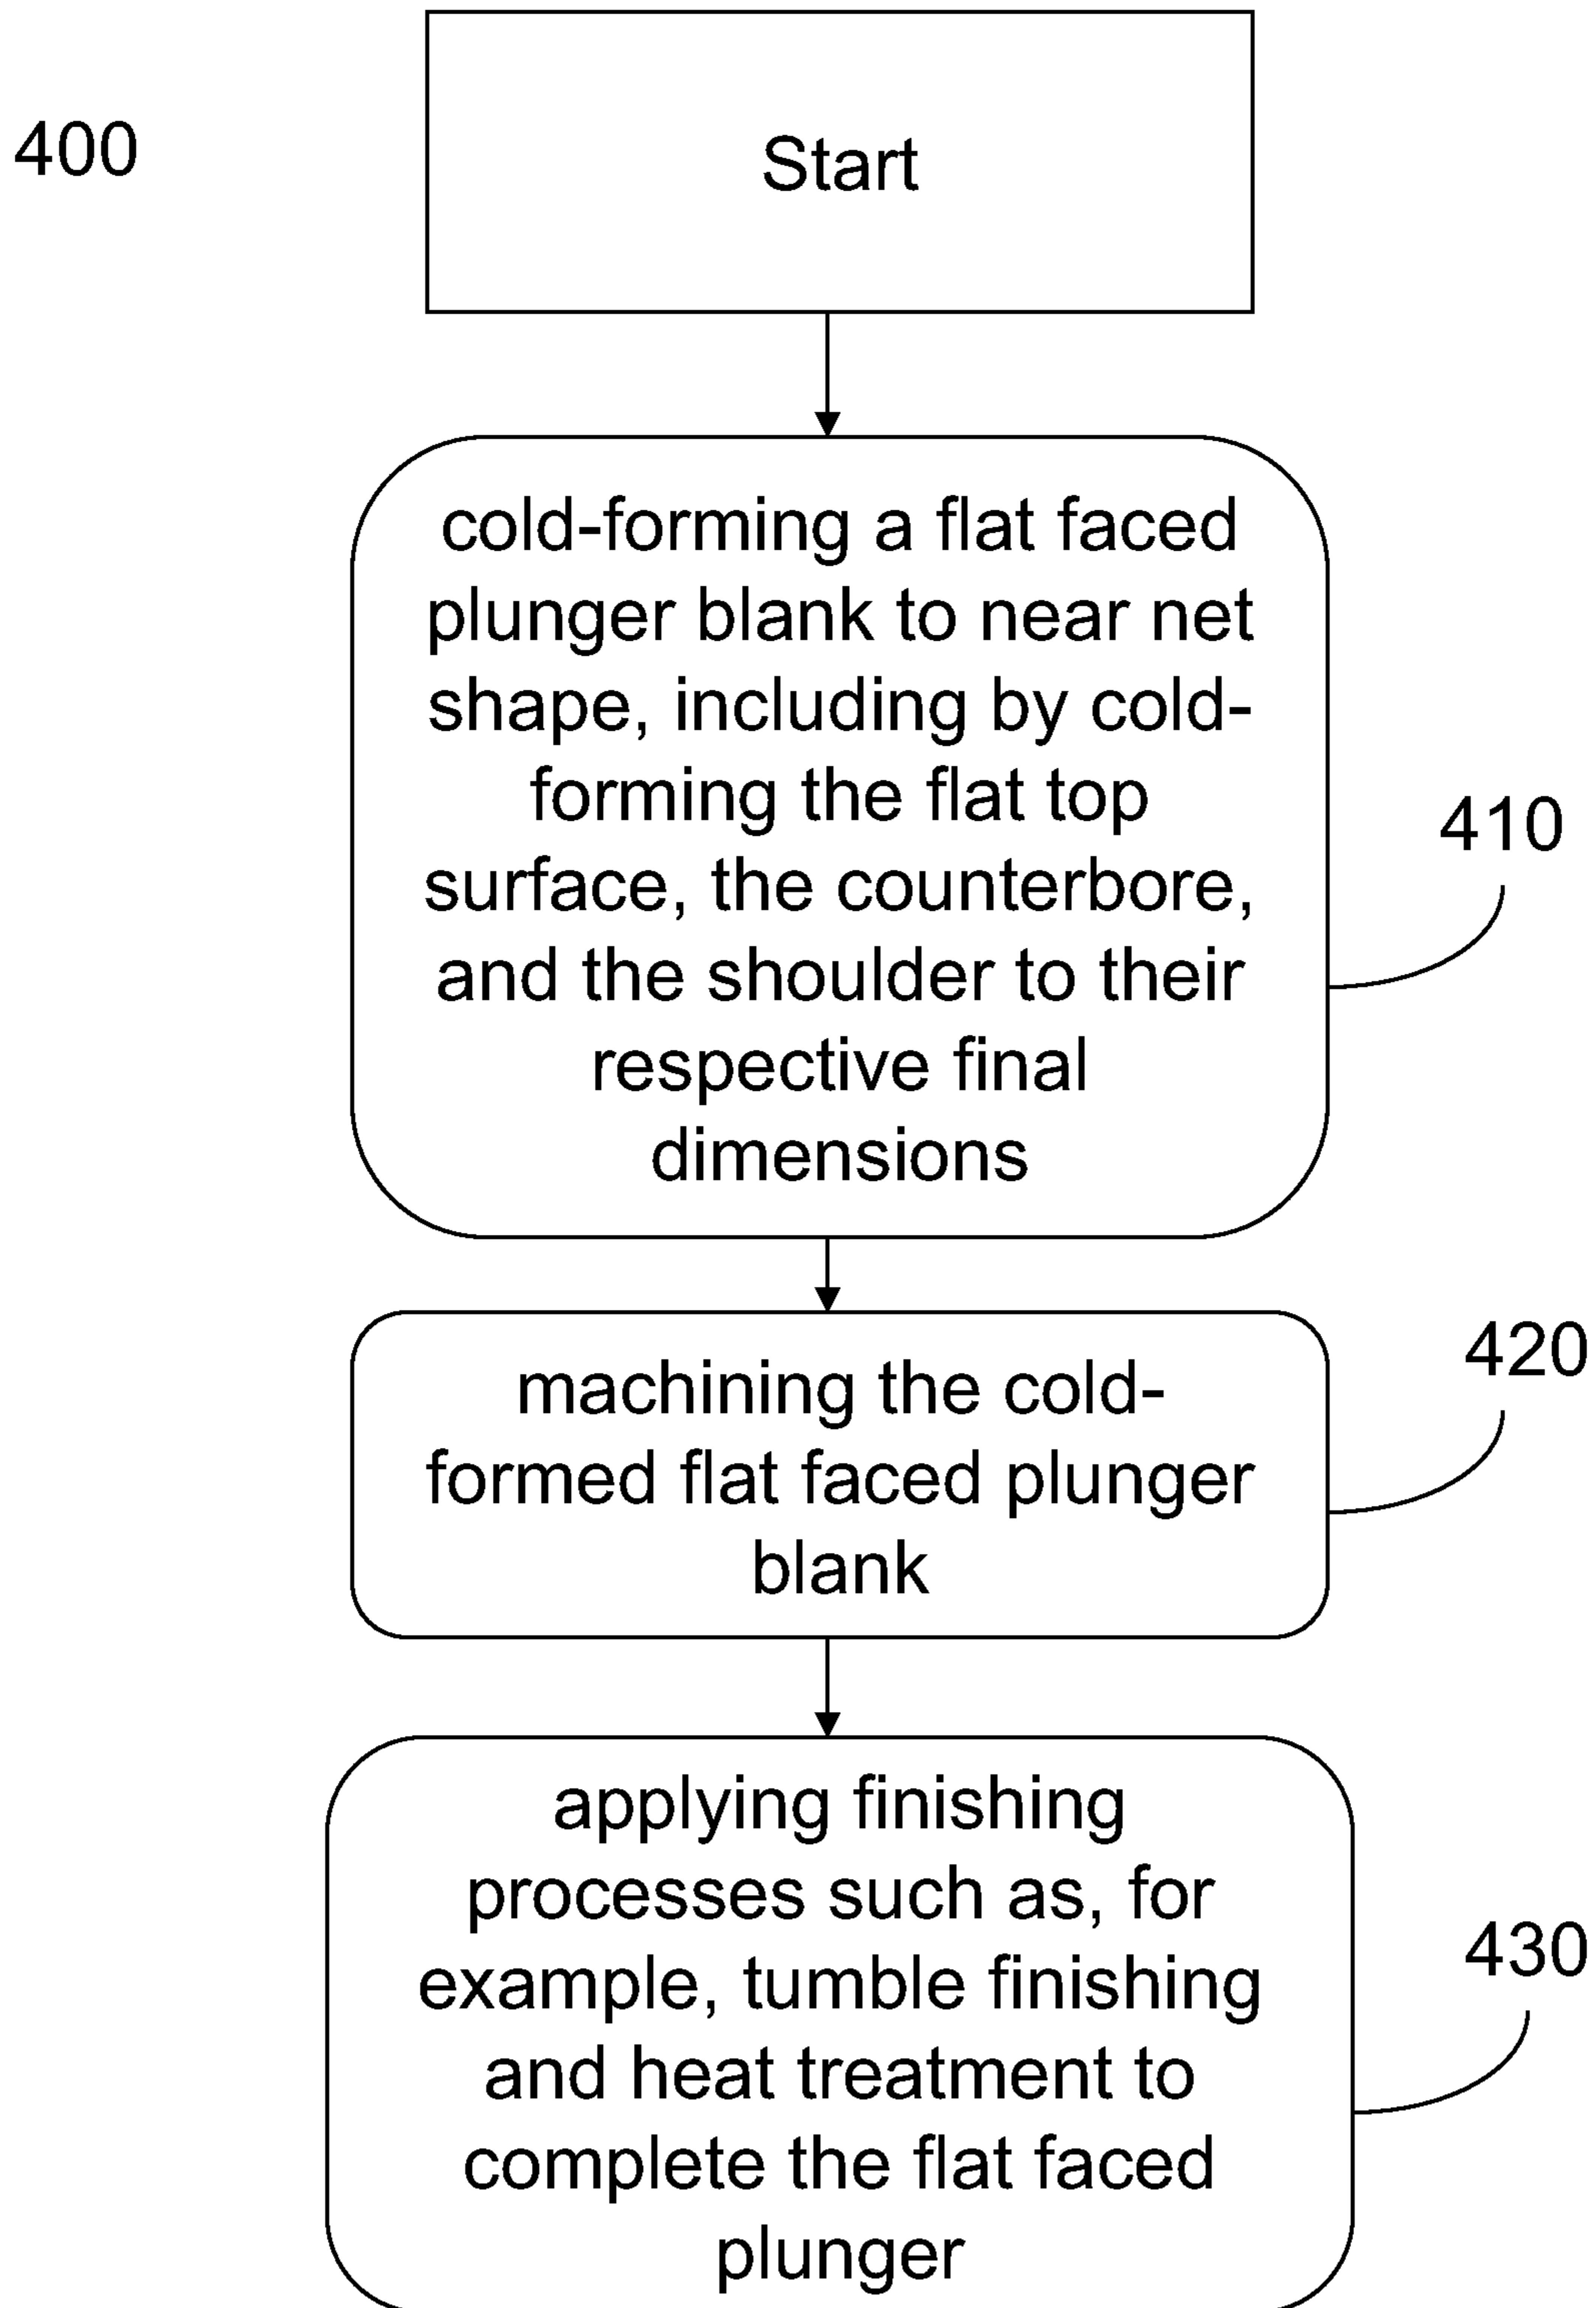 400
Start
cold-forming a flat faced
plunger blank to near net
shape, including by cold-
forming the flat top
surface, the counterbore,
and the shoulder to their
respective final
dimensions
410
machining the cold-
formed flat faced plunger
blank
420
applying finishing
processes such as, for
example, tumble finishing
and heat treatment to
complete the flat faced
plunger
430